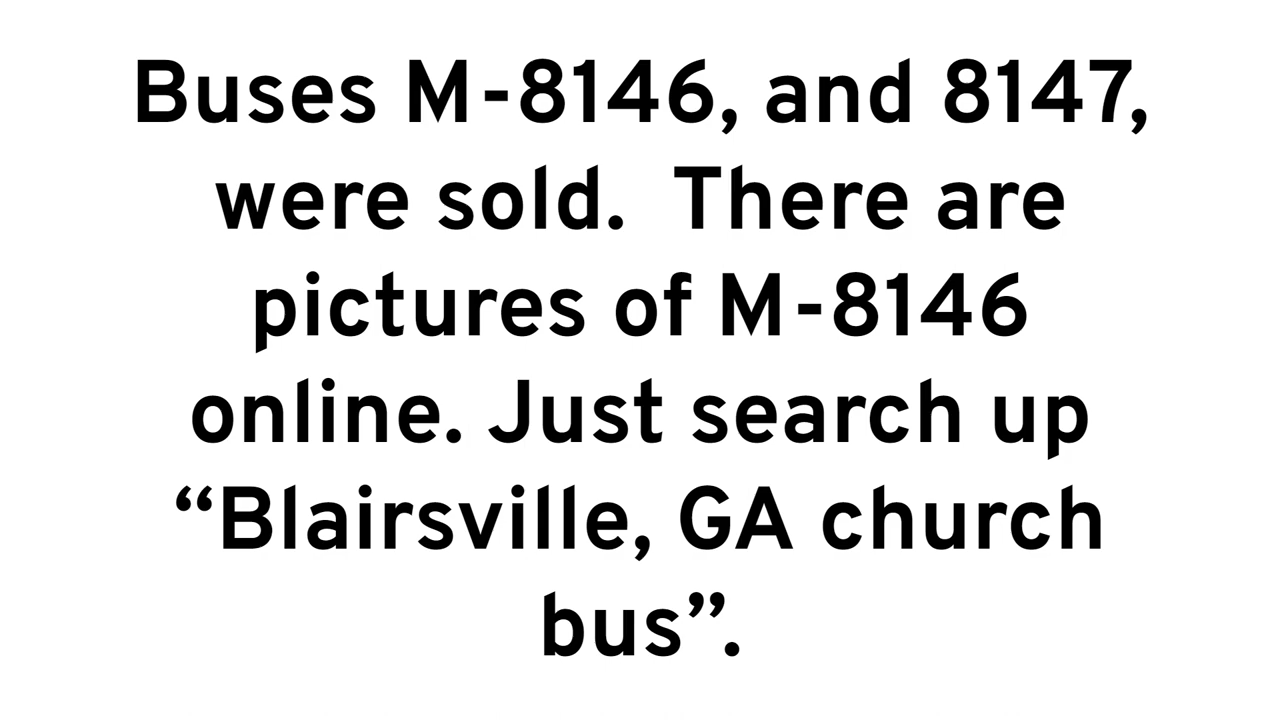 Buses M-8146, and 8147,
were sold.  There are
pictures of M-8146
online. Just search up
“Blairsville, GA church
bus”.